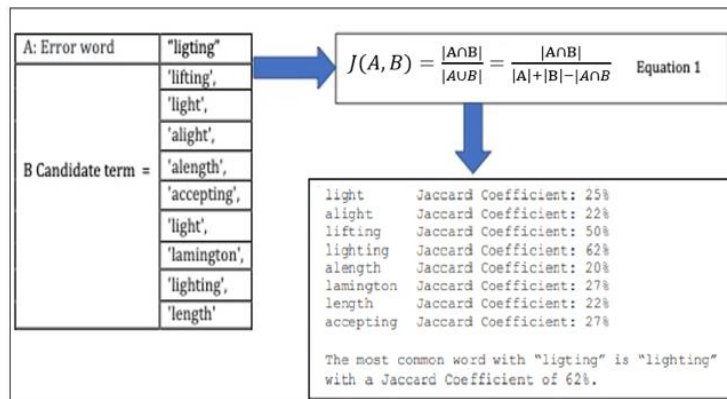 A: Error word "ligting"
B Candidate term =
'lifting',
'light',
'alight',
'alength',
'accepting',
'light',
'lamington',
'lighting',
'length'
J(A, B) = |A∩B| / |A∪B| = |A∩B| / |A|+|B|−|A∩B Equation 1
light Jaccard Coefficient: 25%
alight Jaccard Coefficient: 22%
lifting Jaccard Coefficient: 50%
lighting Jaccard Coefficient: 62%
alength Jaccard Coefficient: 20%
lamington Jaccard Coefficient: 27%
length Jaccard Coefficient: 22%
accepting Jaccard Coefficient: 27%
The most common word with "ligting" is "lighting"
with a Jaccard Coefficient of 62%.